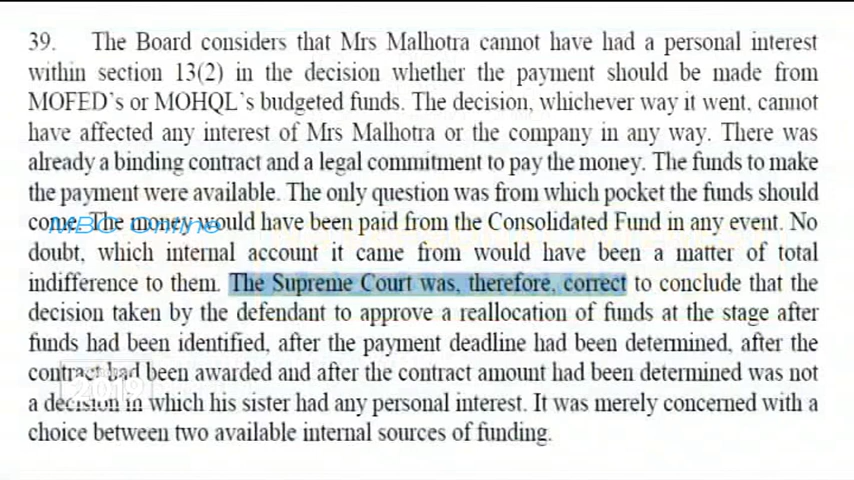 39. The Board considers that Mrs Malhotra cannot have had a personal interest
within section 13(2) in the decision whether the payment should be made from
MOFED's or MOHQL's budgeted funds. The decision, whichever way it went, cannot
have affected any interest of Mrs Malhotra or the company in any way. There was
already a binding contract and a legal commitment to pay the money. The funds to make
the payment were available. The only question was from which pocket the funds should
come. The money would have been paid from the Consolidated Fund in any event. No
MBC Online
doubt, which internal account it came from would have been a matter of total
indifference to them. The Supreme Court was, therefore, correct to conclude that the
decision taken by the defendant to approve a reallocation of funds at the stage after
funds had been identified, after the payment deadline had been determined, after the
contract had been awarded and after the contract amount had been determined was not
2019
a decision in which his sister had any personal interest. It was merely concerned with a
choice between two available internal sources of funding.